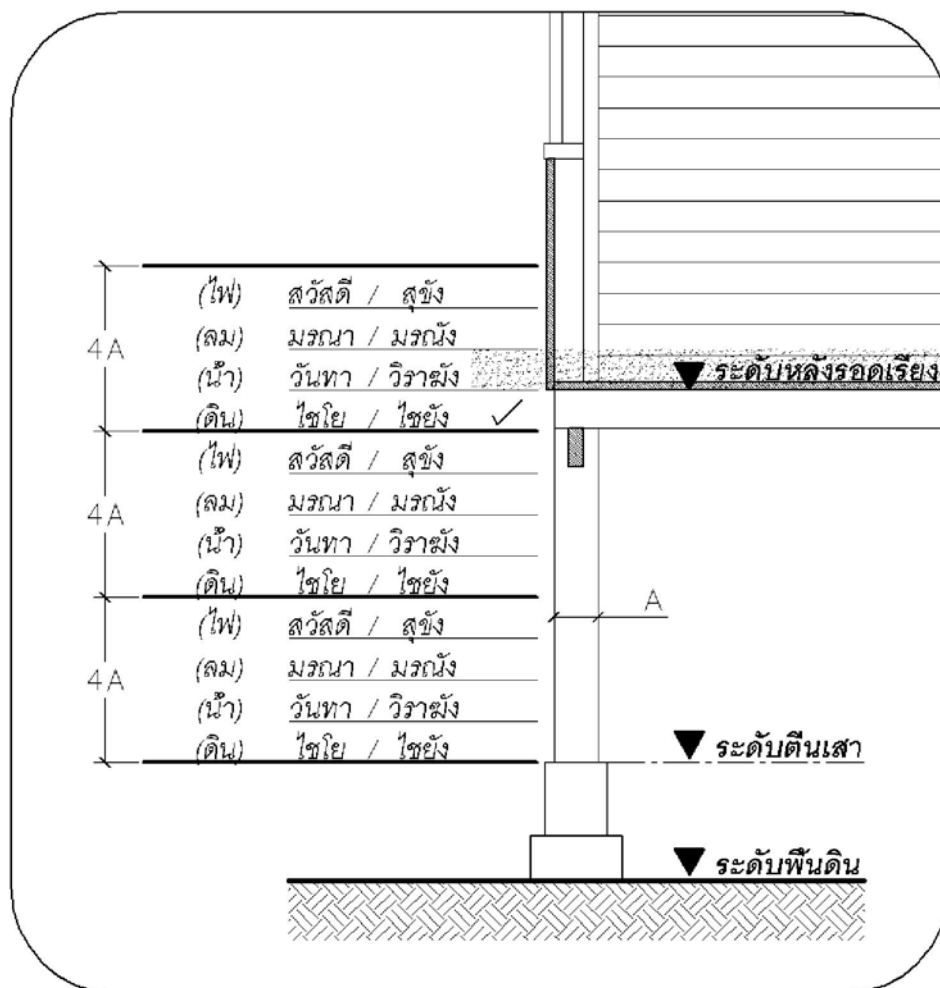 (ไฟ) สวัสดี / สุขัง
(ลม) มรณา / มรณัง
4A
(น้ำ) วันทา / วิราฆัง
ระดับหลังรอดเรียง
(ดิน) ไชโย / ไชยัง ✓
(ไฟ) สวัสดี / สุขัง
(ลม) มรณา / มรณัง
4A
(น้ำ) วันทา / วิราฆัง
(ดิน) ไชโย / ไชยัง
A
(ไฟ) สวัสดี / สุขัง
(ลม) มรณา / มรณัง
4A
(น้ำ) วันทา / วิราฆัง
(ดิน) ไชโย / ไชยัง
ระดับตีนเสา
ระดับพื้นดิน